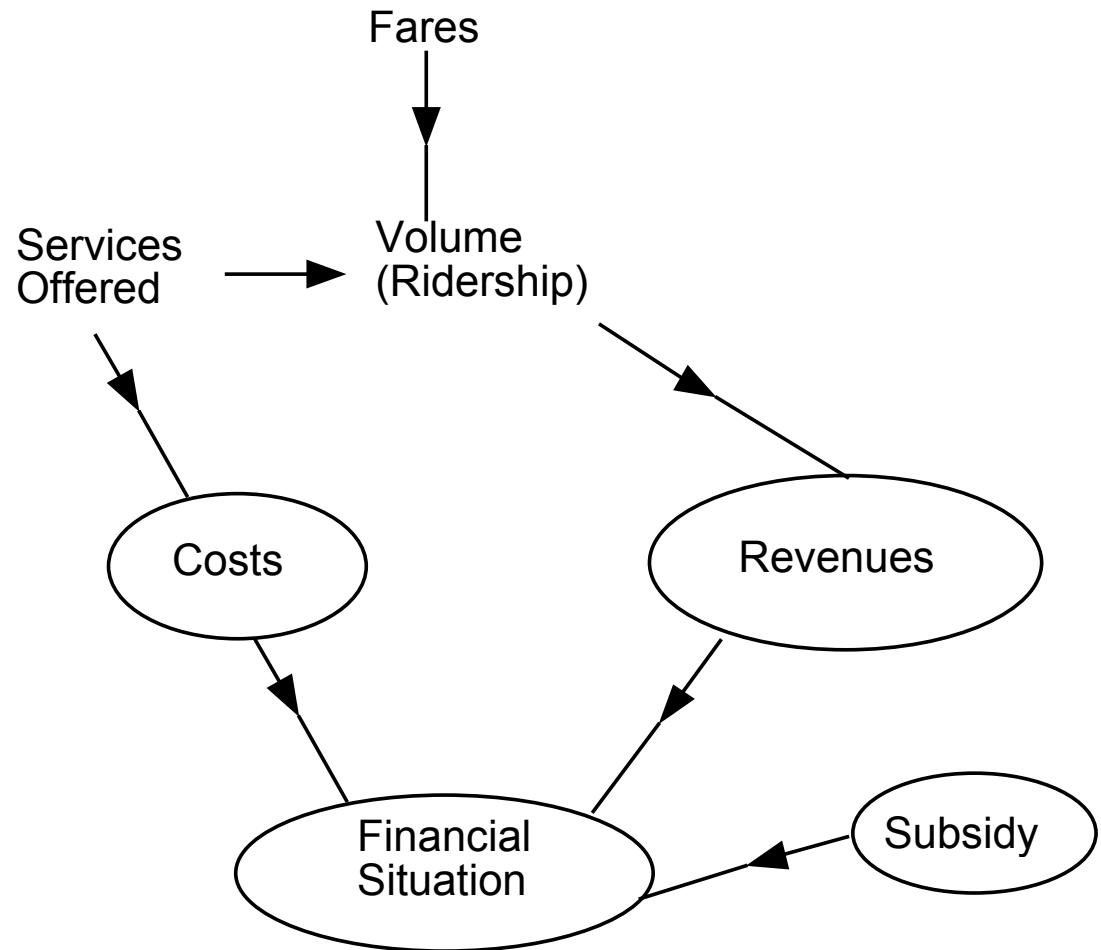 Fares
Services
Offered
Volume
(Ridership)
Costs
Revenues
Financial
Situation
Subsidy